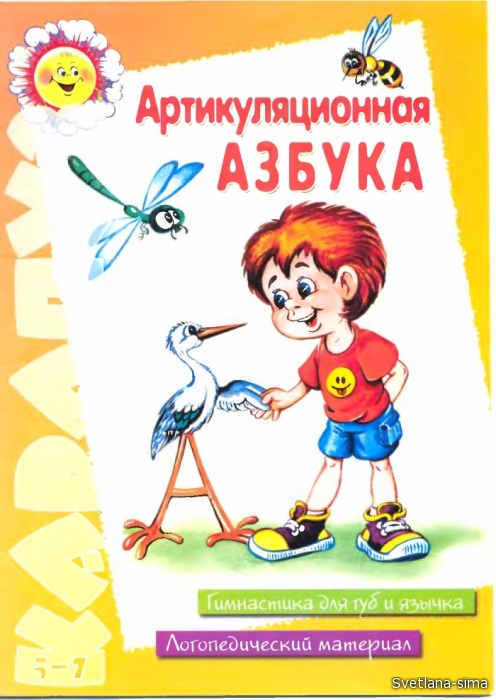 Артикуляционная
АЗБУКА
КАРАПУЗ
Гимнастика для губ и язычка
Логопедический материал
5-7
Svetlana-sima